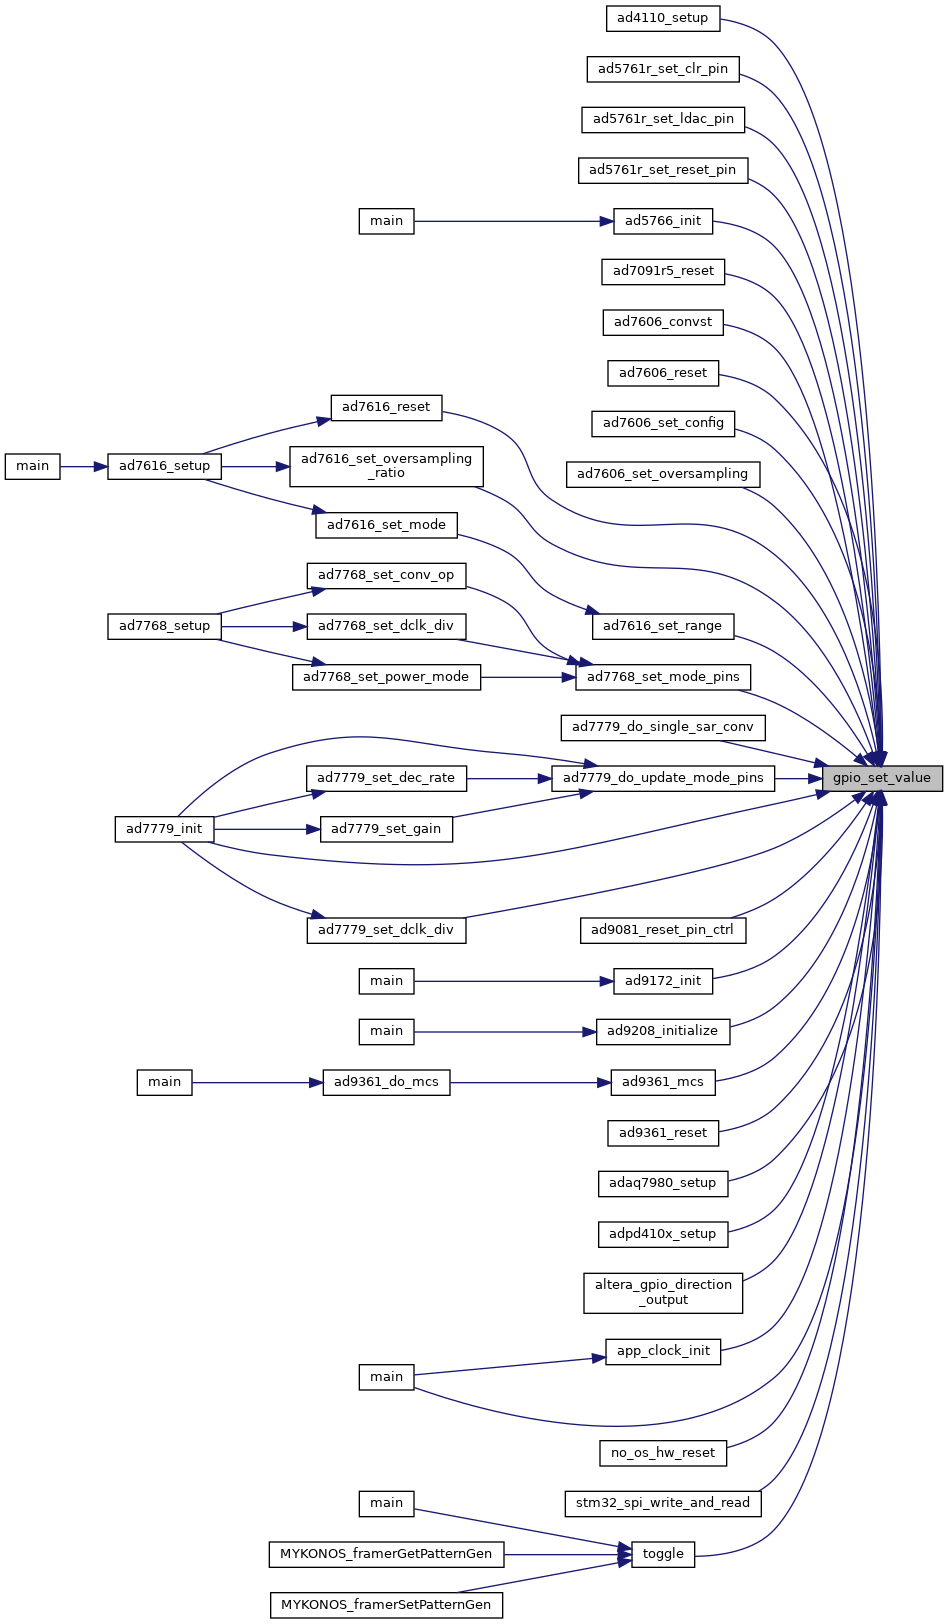 ad4110_setup
ad5761r_set_clr_pin
ad5761r_set_ldac_pin
ad5761r_set_reset_pin
main
ad5766_init
ad7091r5_reset
ad7606_convst
ad7606_reset
ad7616_reset
ad7606_set_config
main
ad7616_setup
ad7616_set_oversampling
_ratio
ad7606_set_oversampling
ad7616_set_mode
ad7768_set_conv_op
ad7768_setup
ad7768_set_dclk_div
ad7616_set_range
ad7768_set_power_mode
ad7768_set_mode_pins
ad7779_do_single_sar_conv
ad7779_set_dec_rate
ad7779_do_update_mode_pins
gpio_set_value
ad7779_init
ad7779_set_gain
ad7779_set_dclk_div
ad9081_reset_pin_ctrl
main
ad9172_init
main
ad9208_initialize
main
ad9361_do_mcs
ad9361_mcs
ad9361_reset
adaq7980_setup
adpd410x_setup
altera_gpio_direction
_output
app_clock_init
main
no_os_hw_reset
main
stm32_spi_write_and_read
MYKONOS_framerGetPatternGen
toggle
MYKONOS_framerSetPatternGen